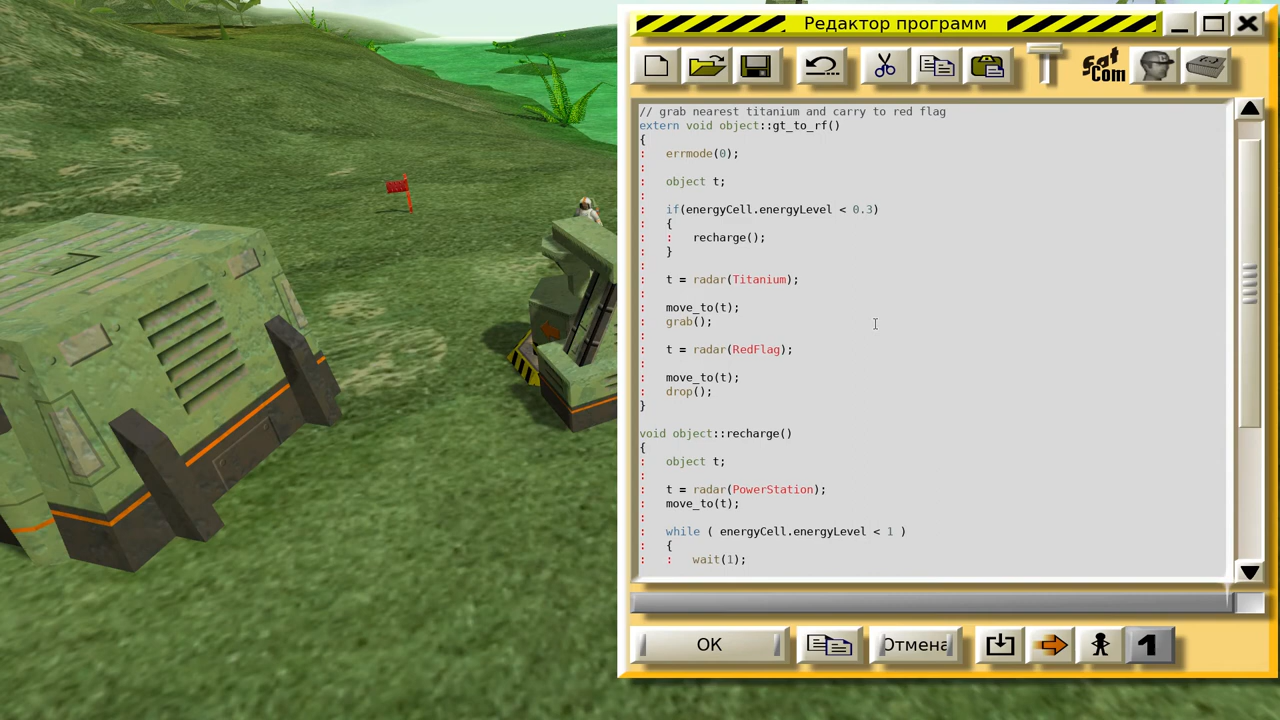 Редактор программ
Sat
Com
// grab nearest titanium and carry to red flag
extern void object::gt_to_rf()
{
:   errmode(0);
:
:   object t;
:
:   if(energyCell.energyLevel < 0.3)
:   {
:   :   recharge();
:   }
:
:   t = radar(Titanium);
:
:   move_to(t);
:   grab();
:
:   t = radar(RedFlag);
:
:   move_to(t);
:   drop();
}

void object::recharge()
{
:   object t;
:
:   t = radar(PowerStation);
:   move_to(t);
:
:   while ( energyCell.energyLevel < 1 )
:   {
:   :   wait(1);
OK
Отмена
1